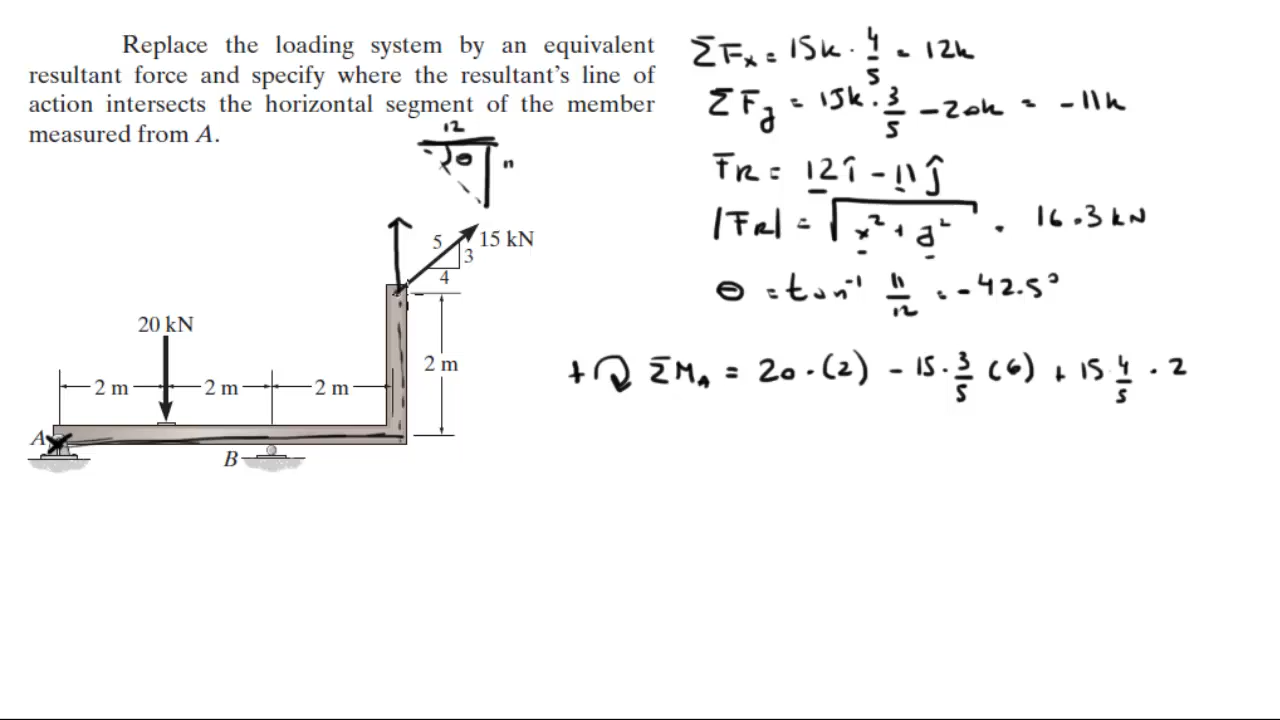 Replace the loading system by an equivalent
resultant force and specify where the resultant's line of
action intersects the horizontal segment of the member
measured from A.
12
θ
11
5
3
4
15 kN
20 kN
2 m
2 m
2 m
2 m
A
B
ΣFx = 15k · 4/5 = 12k
ΣFy = 15k · 3/5 - 20k = -11k
FR = 12î - 11ĵ
|FR| = √x² + y² = 16.3 kN
θ = tan⁻¹ 11/12 = -42.5°
+ ↻ ΣMA = 20 · (2) - 15 · 3/5 (6) + 15 · 4/5 · 2